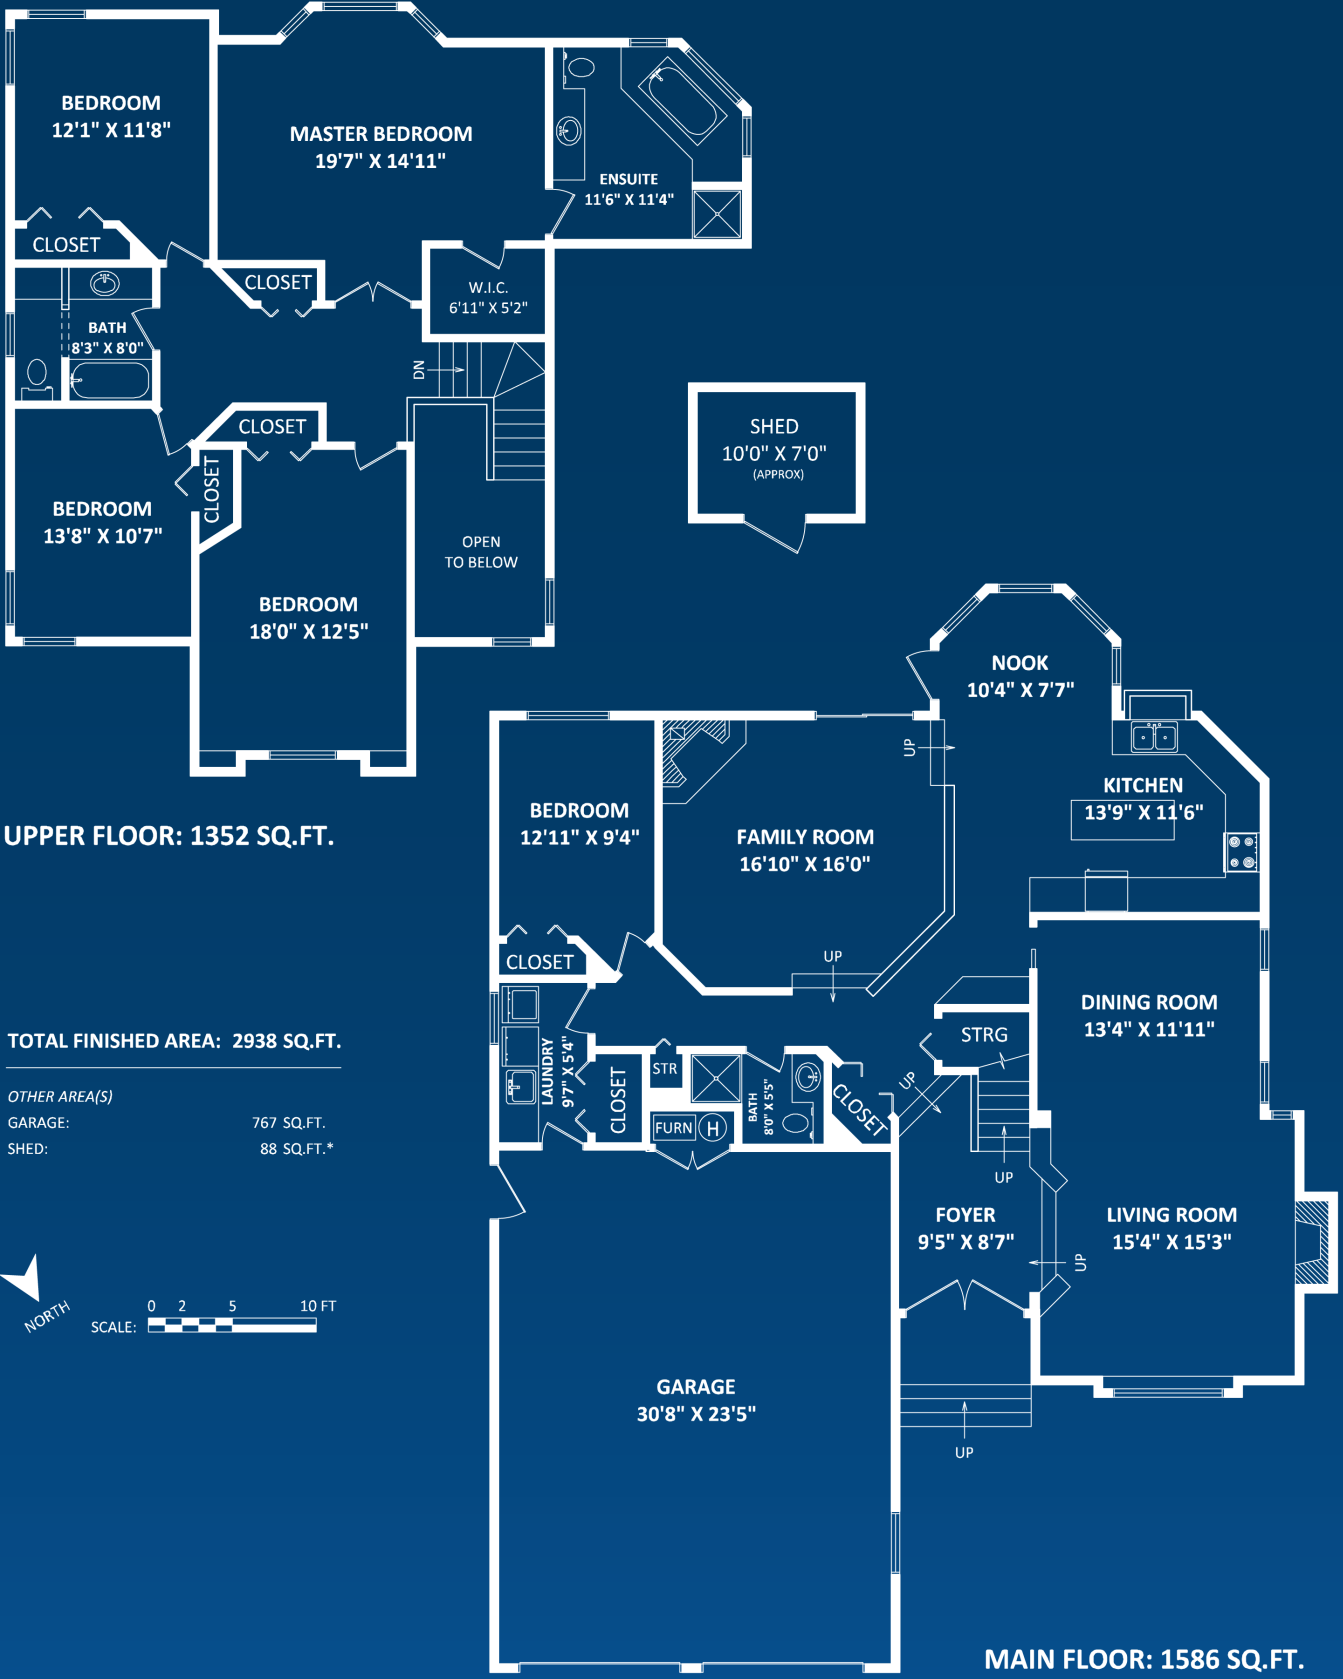 BEDROOM
12'1" X 11'8"
MASTER BEDROOM
19'7" X 14'11"
ENSUITE
11'6" X 11'4"
CLOSET
CLOSET
W.I.C.
6'11" X 5'2"
BATH
8'3" X 8'0"
DN
CLOSET
CLOSET
BEDROOM
13'8" X 10'7"
OPEN
TO BELOW
BEDROOM
18'0" X 12'5"
SHED
10'0" X 7'0"
(APPROX)
UPPER FLOOR: 1352 SQ.FT.
NOOK
10'4" X 7'7"
UP
KITCHEN
13'9" X 11'6"
BEDROOM
12'11" X 9'4"
FAMILY ROOM
16'10" X 16'0"
CLOSET
UP
DINING ROOM
13'4" X 11'11"
STRG
LAUNDRY
9'7" X 5'4"
STR
CLOSET
BATH
8'0" X 5'5"
CLOSET
UP
FURN
H
UP
FOYER
9'5" X 8'7"
LIVING ROOM
15'4" X 15'3"
UP
GARAGE
30'8" X 23'5"
UP
TOTAL FINISHED AREA: 2938 SQ.FT.
OTHER AREA(S)
GARAGE: 767 SQ.FT.
SHED: 88 SQ.FT.*
NORTH
0 2 5 10 FT
SCALE:
MAIN FLOOR: 1586 SQ.FT.